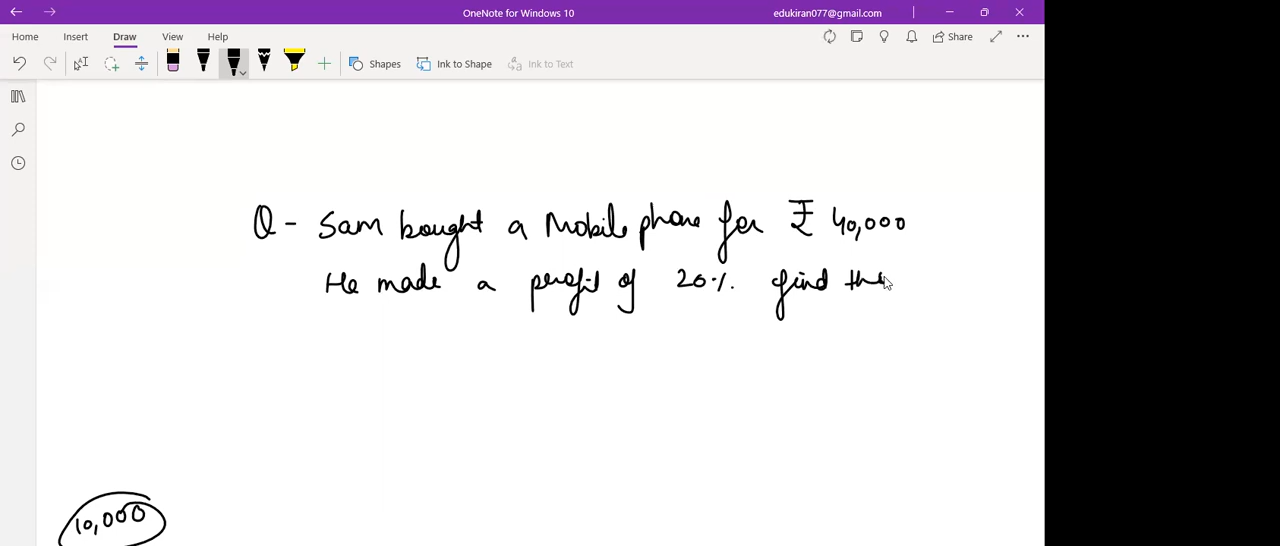 OneNote for Windows 10
edukiran077@gmail.com
Home Insert Draw View Help
Share
Shapes Ink to Shape Ink to Text
Q - Sam bought a Mobile phone for ₹ 40,000
He made a profit of 20%. find the
10,000